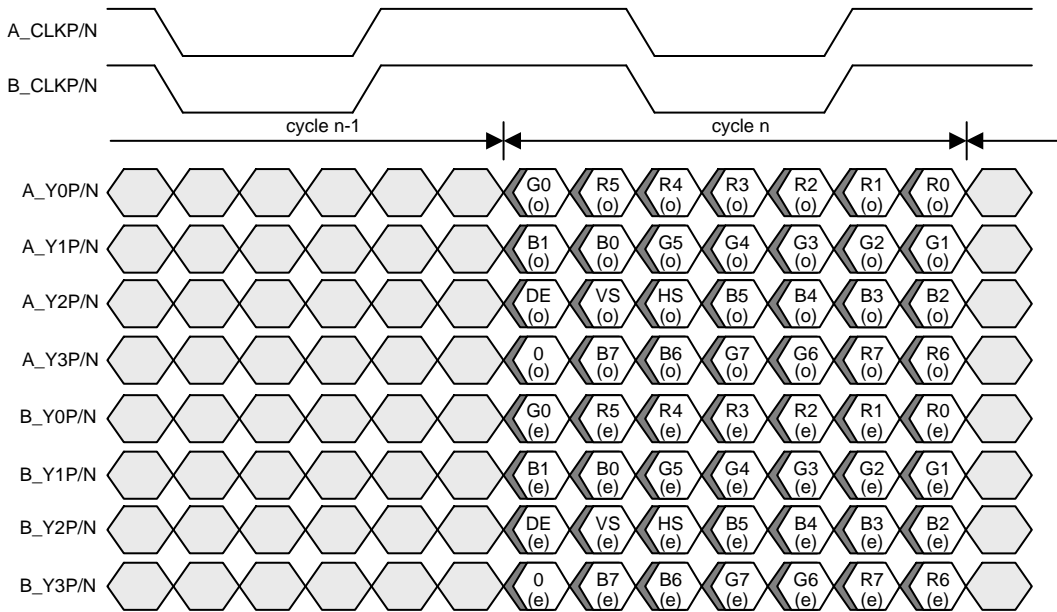 A_CLKP/N
B_CLKP/N
cycle n-1
cycle n
A_Y0P/N G0 R5 R4 R3 R2 R1 R0
(o) (o) (o) (o) (o) (o) (o)
A_Y1P/N B1 B0 G5 G4 G3 G2 G1
(o) (o) (o) (o) (o) (o) (o)
A_Y2P/N DE VS HS B5 B4 B3 B2
(o) (o) (o) (o) (o) (o) (o)
A_Y3P/N 0 B7 B6 G7 G6 R7 R6
(o) (o) (o) (o) (o) (o) (o)
B_Y0P/N G0 R5 R4 R3 R2 R1 R0
(e) (e) (e) (e) (e) (e) (e)
B_Y1P/N B1 B0 G5 G4 G3 G2 G1
(e) (e) (e) (e) (e) (e) (e)
B_Y2P/N DE VS HS B5 B4 B3 B2
(e) (e) (e) (e) (e) (e) (e)
B_Y3P/N 0 B7 B6 G7 G6 R7 R6
(e) (e) (e) (e) (e) (e) (e)